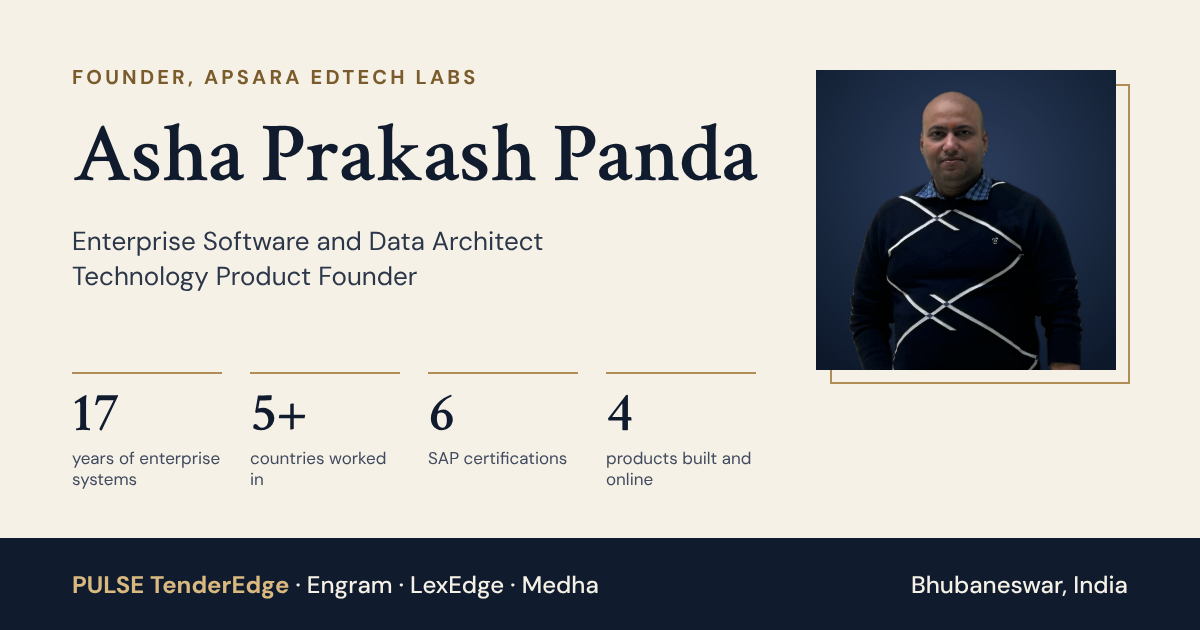 FOUNDER, APSARA EDTECH LABS
Asha Prakash Panda
Enterprise Software and Data Architect
Technology Product Founder
17
years of enterprise
systems
5+
countries worked
in
6
SAP certifications
4
products built and
online
PULSE TenderEdge · Engram · LexEdge · Medha
Bhubaneswar, India